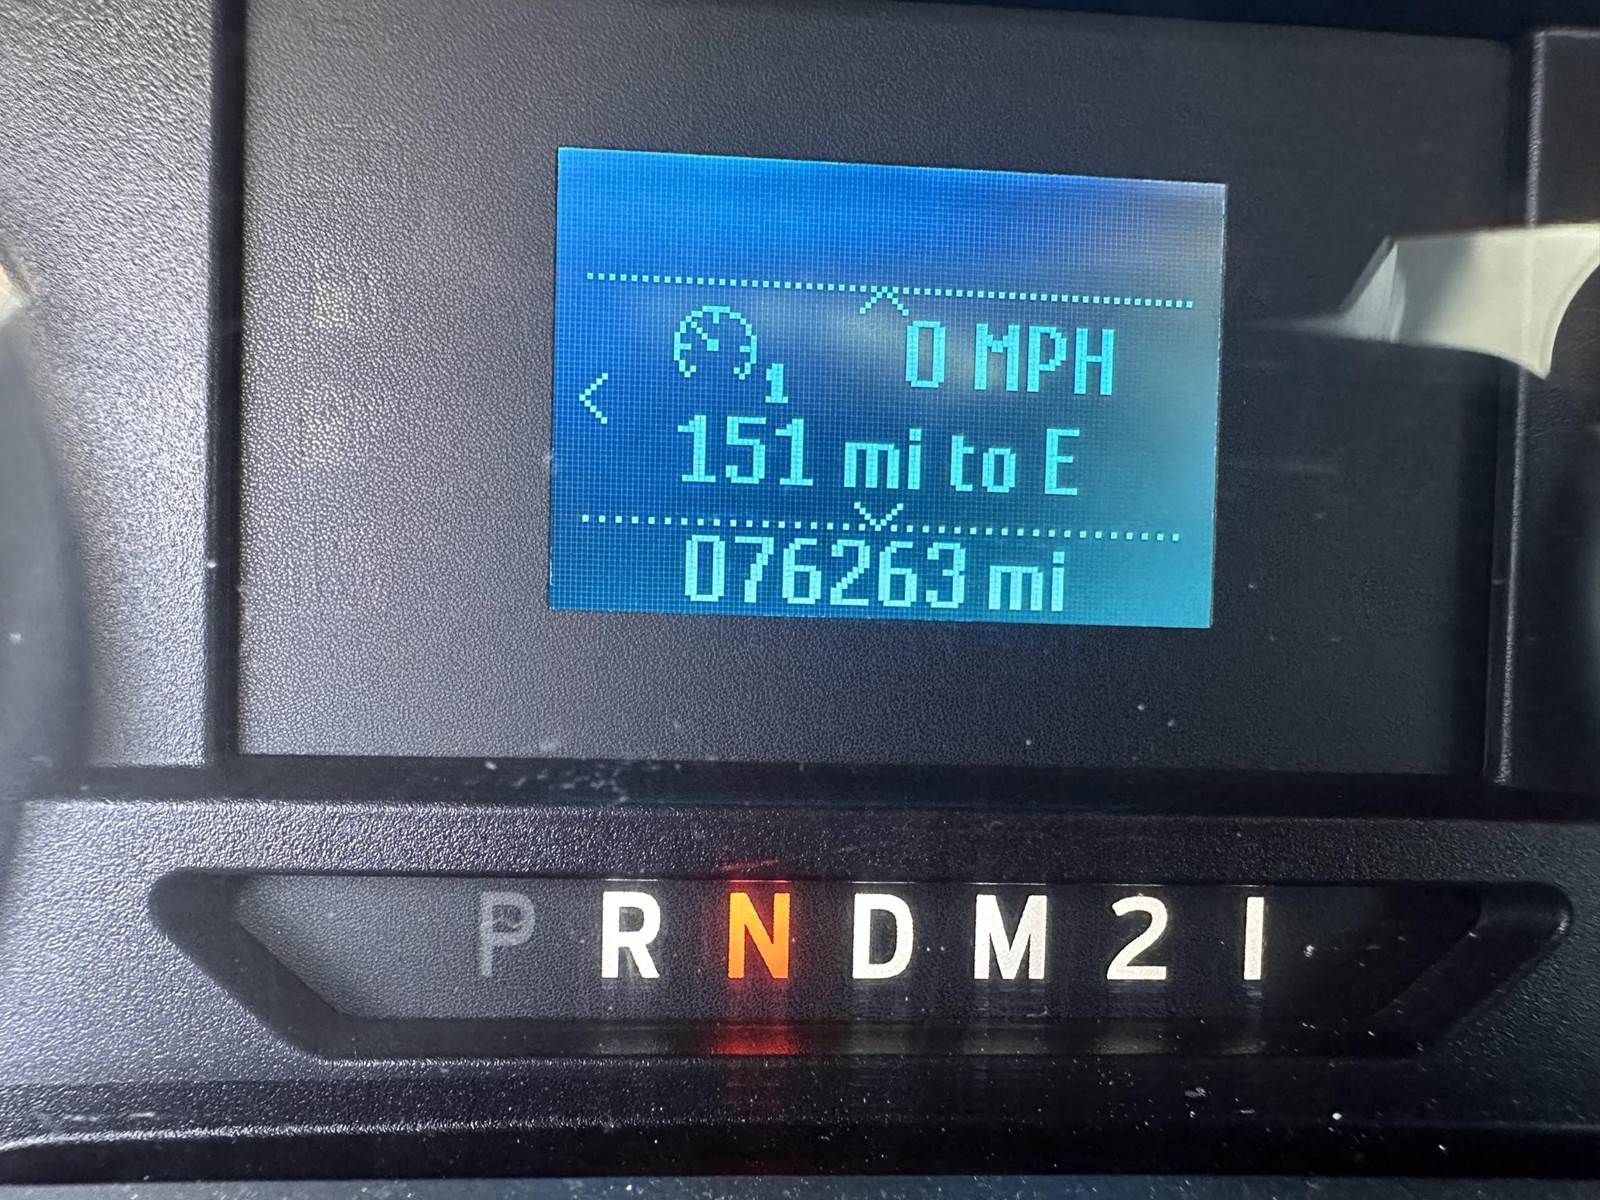 0 MPH
1
151 mi to E
076263 mi
P R N D M 2 1